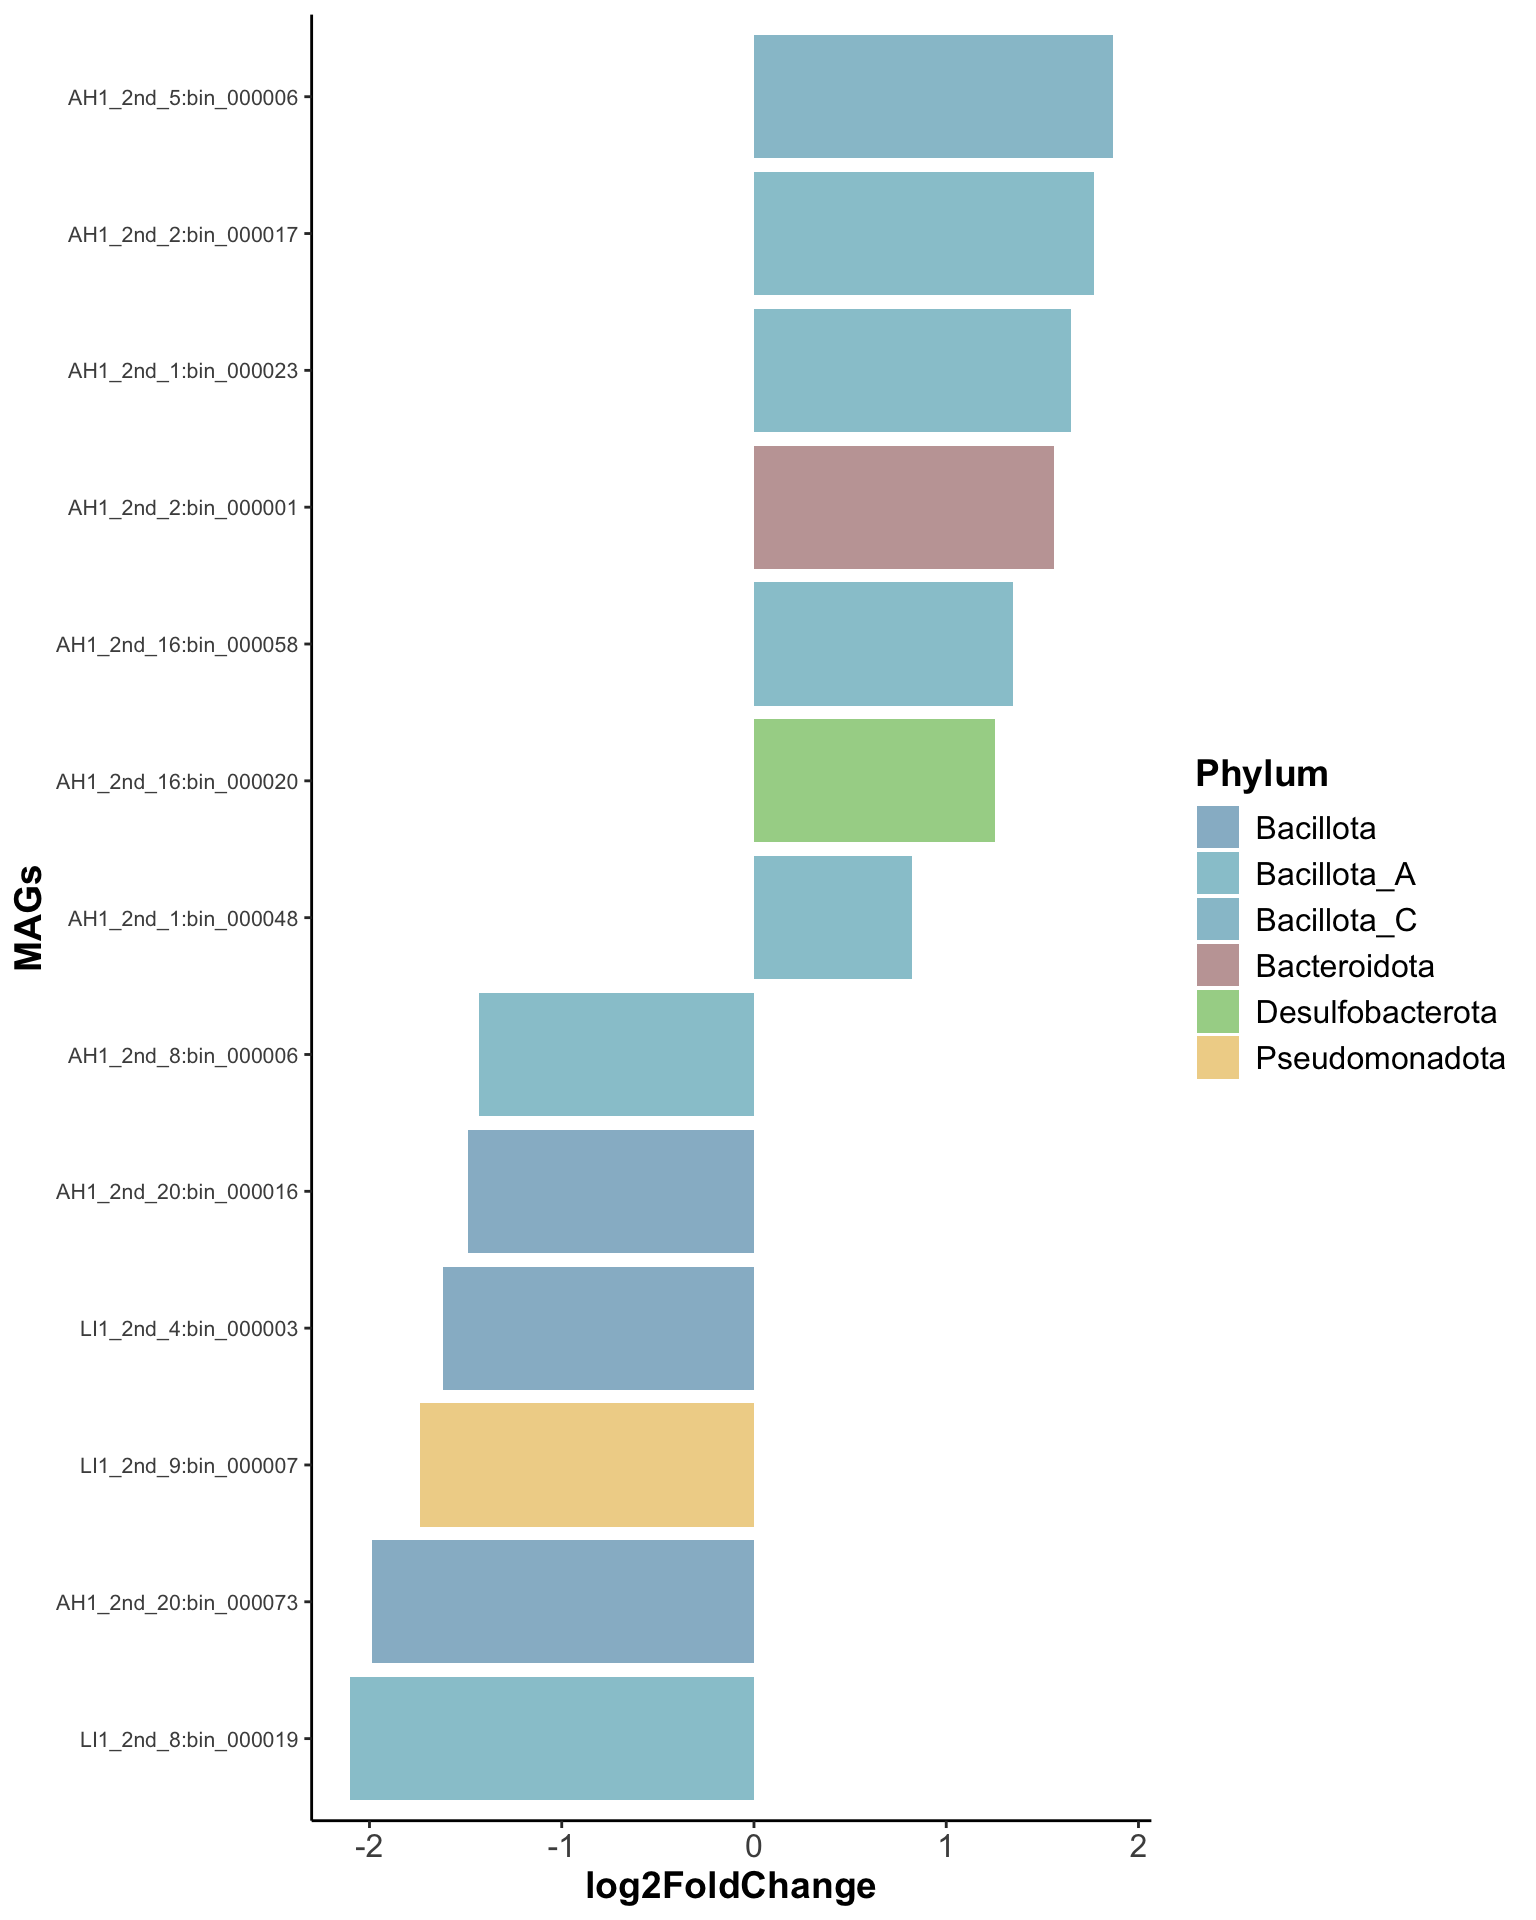 AH1_2nd_5:bin_000006
AH1_2nd_2:bin_000017
AH1_2nd_1:bin_000023
AH1_2nd_2:bin_000001
AH1_2nd_16:bin_000058
AH1_2nd_16:bin_000020
AH1_2nd_1:bin_000048
AH1_2nd_8:bin_000006
AH1_2nd_20:bin_000016
LI1_2nd_4:bin_000003
LI1_2nd_9:bin_000007
AH1_2nd_20:bin_000073
LI1_2nd_8:bin_000019
MAGs
-2 -1 0 1 2
log2FoldChange
Phylum
Bacillota
Bacillota_A
Bacillota_C
Bacteroidota
Desulfobacterota
Pseudomonadota